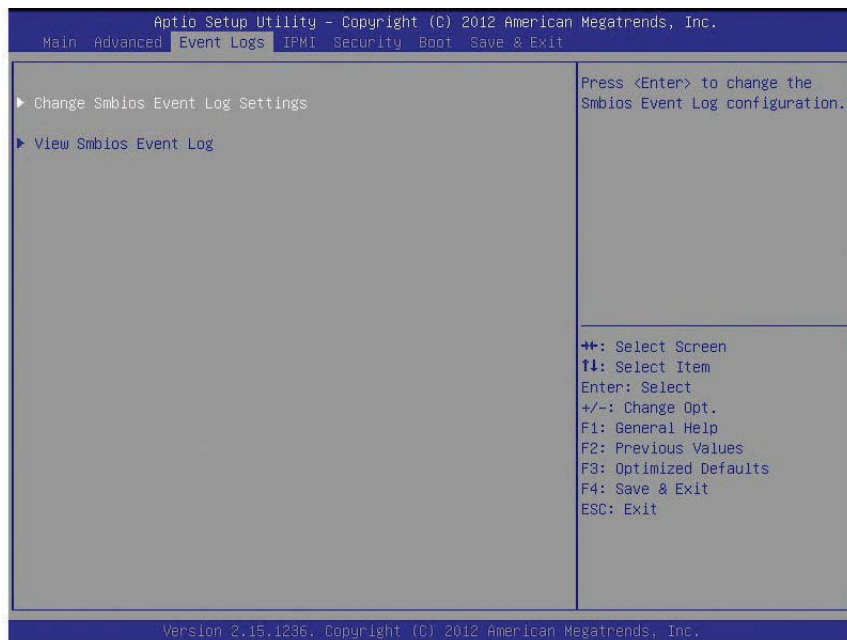 Aptio Setup Utility – Copyright (C) 2012 American Megatrends, Inc.
Main Advanced Event Logs IPMI Security Boot Save & Exit
▶ Change Smbios Event Log Settings
▶ View Smbios Event Log
Press <Enter> to change the
Smbios Event Log configuration.
→←: Select Screen
↑↓: Select Item
Enter: Select
+/-: Change Opt.
F1: General Help
F2: Previous Values
F3: Optimized Defaults
F4: Save & Exit
ESC: Exit
Version 2.15.1236. Copyright (C) 2012 American Megatrends, Inc.